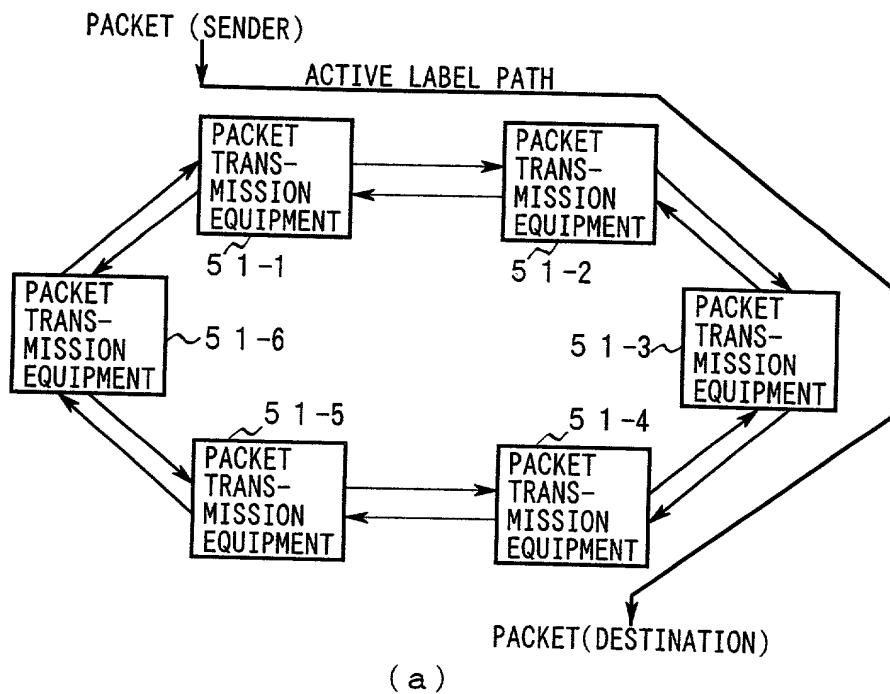 PACKET (SENDER)
ACTIVE LABEL PATH
PACKET
TRANS-
MISSION
EQUIPMENT
51-1
PACKET
TRANS-
MISSION
EQUIPMENT
51-2
PACKET
TRANS-
MISSION
EQUIPMENT
51-6
51-3
PACKET
TRANS-
MISSION
EQUIPMENT
51-5
PACKET
TRANS-
MISSION
EQUIPMENT
51-4
PACKET
TRANS-
MISSION
EQUIPMENT
PACKET(DESTINATION)
(a)